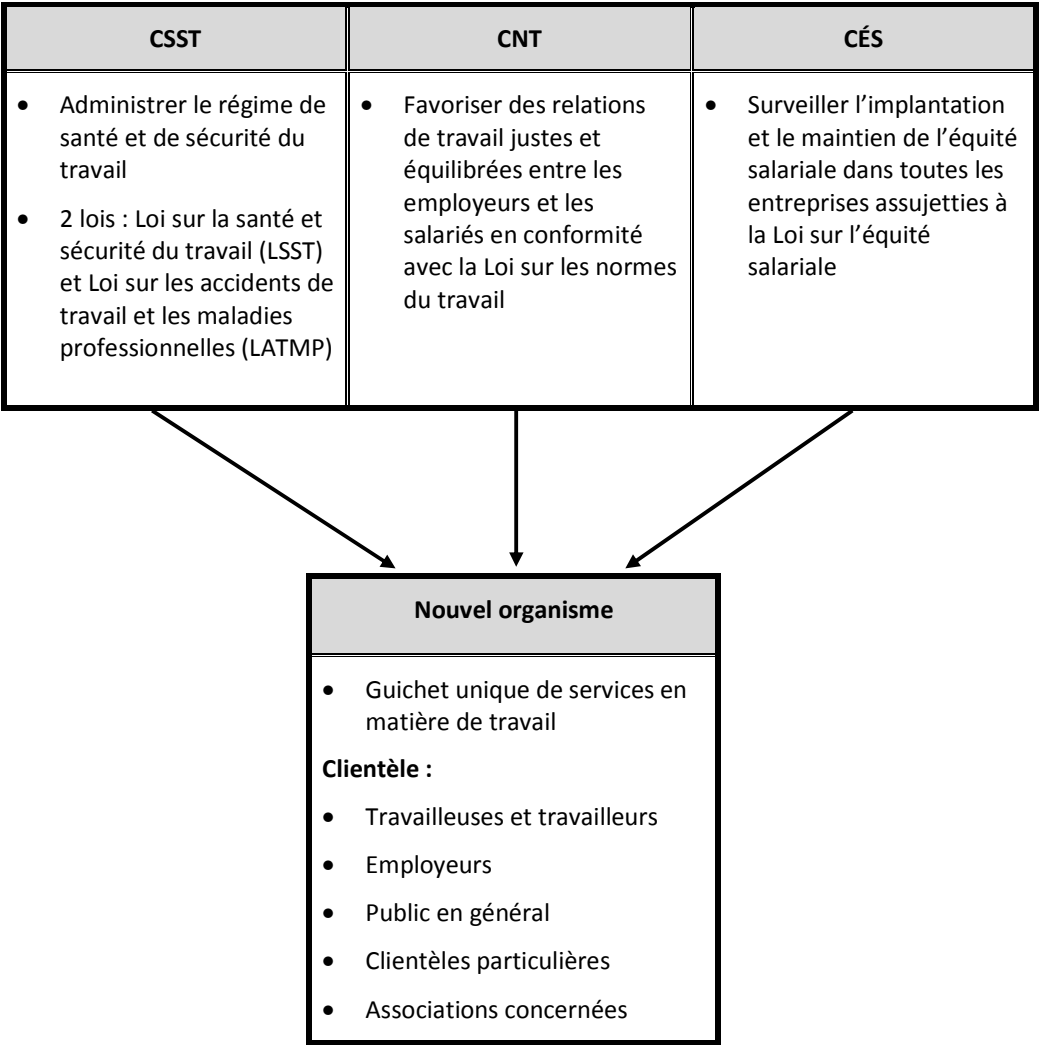 CSST
CNT
CÉS
• Administrer le régime de
santé et de sécurité du
travail
• 2 lois : Loi sur la santé et
sécurité du travail (LSST)
et Loi sur les accidents de
travail et les maladies
professionnelles (LATMP)
• Favoriser des relations
de travail justes et
équilibrées entre les
employeurs et les
salariés en conformité
avec la Loi sur les normes
du travail
• Surveiller l’implantation
et le maintien de l’équité
salariale dans toutes les
entreprises assujetties à
la Loi sur l’équité
salariale
Nouvel organisme
• Guichet unique de services en
matière de travail
Clientèle :
• Travailleuses et travailleurs
• Employeurs
• Public en général
• Clientèles particulières
• Associations concernées